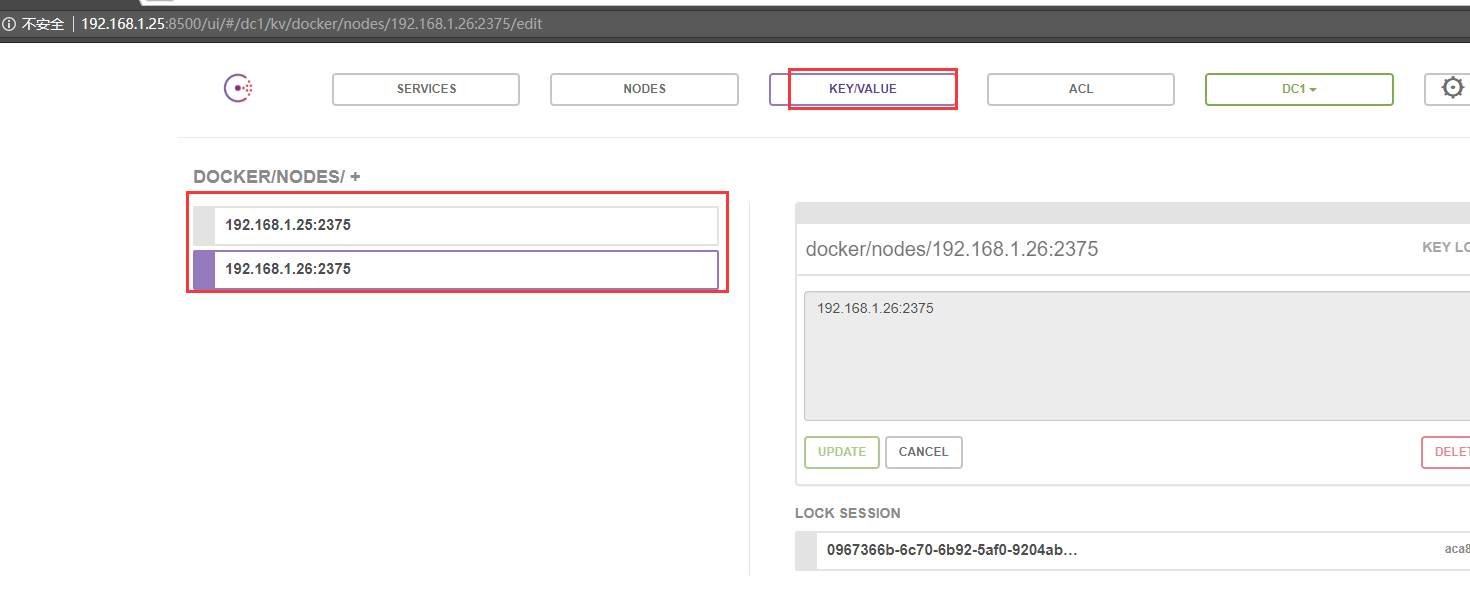 不安全 192.168.1.25:8500/ui/#/dc1/kv/docker/nodes/192.168.1.26:2375/edit
SERVICES NODES KEY/VALUE ACL DC1
DOCKER/NODES/ +
192.168.1.25:2375
192.168.1.26:2375
docker/nodes/192.168.1.26:2375 KEY LO
192.168.1.26:2375
UPDATE CANCEL DELET
LOCK SESSION
0967366b-6c70-6b92-5af0-9204ab… aca8